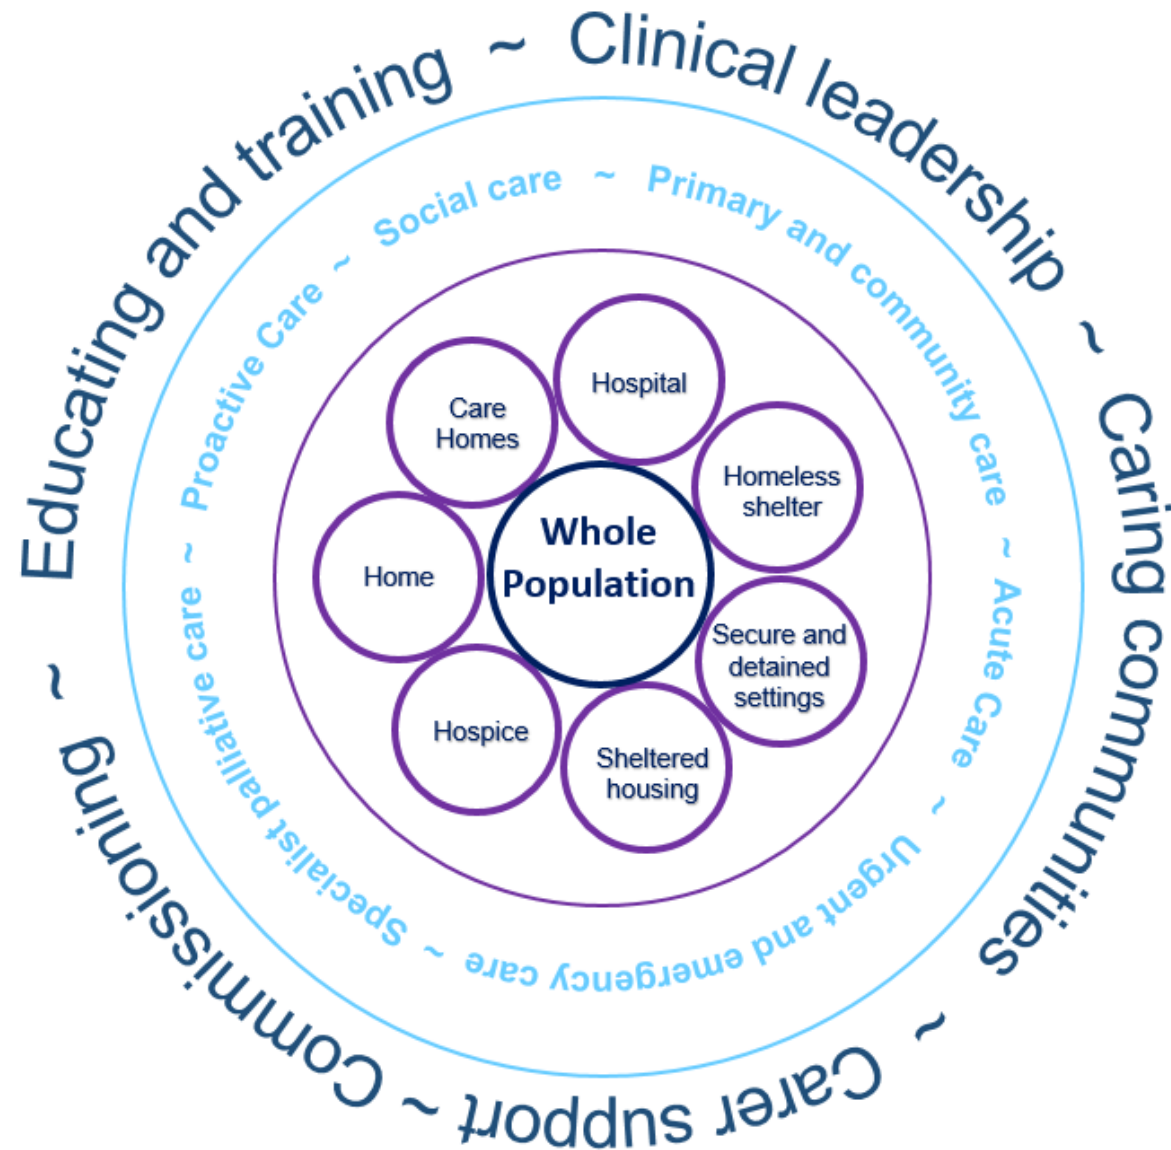 Educating and training ~ Clinical leadership ~ Caring communities ~ Carer support ~ Commissioning ~
Proactive Care ~ Social care ~ Primary and community care ~ Acute Care ~ Urgent and emergency care ~ Specialist palliative care ~
Hospital
Care
Homes
Homeless
shelter
Whole
Population
Home
Secure and
detained
settings
Hospice
Sheltered
housing